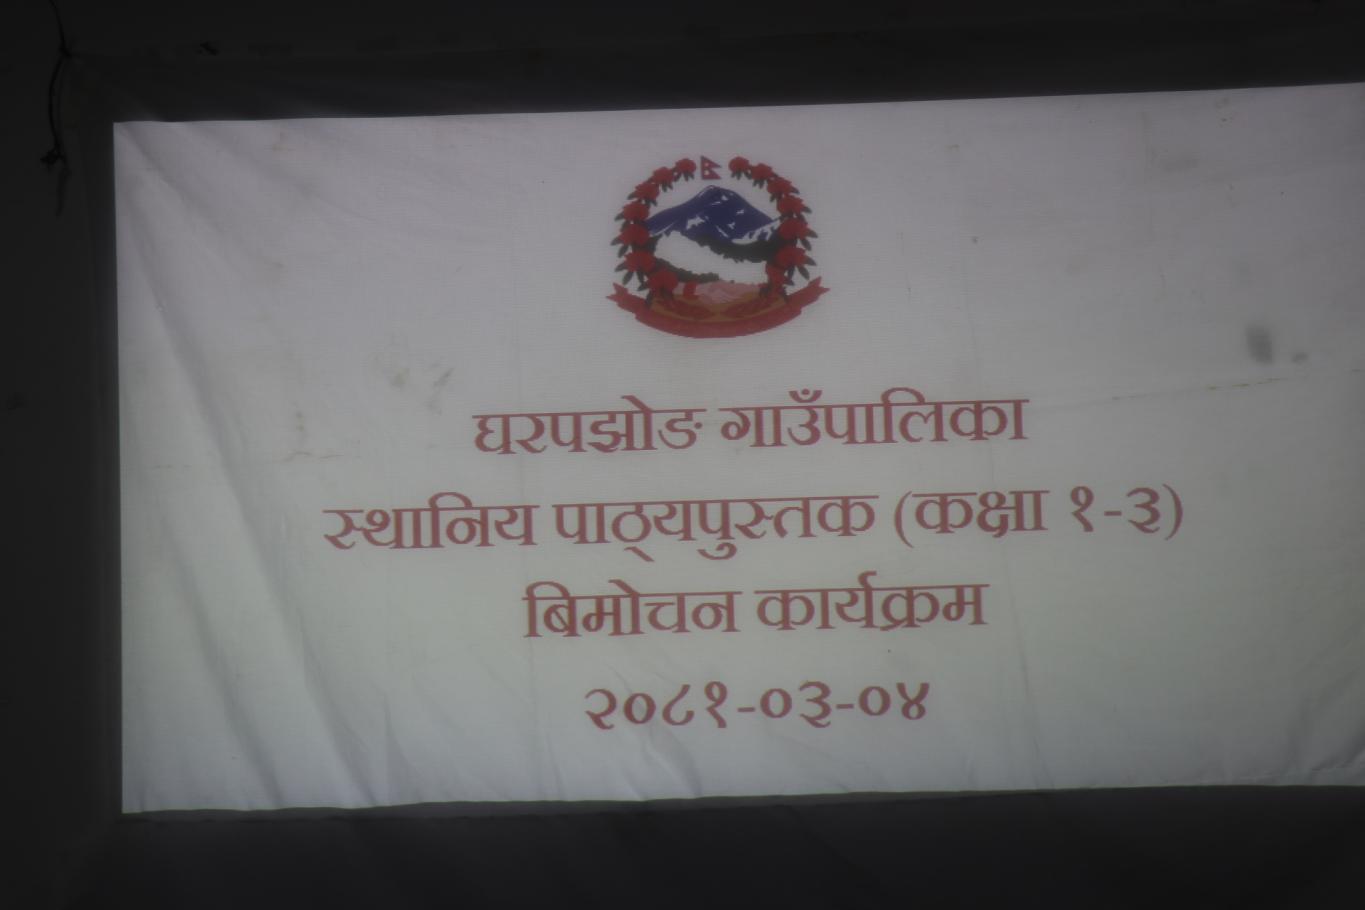 घरपझोङ गाउँपालिका
स्थानिय पाठ्यपुस्तक (कक्षा १-३)
बिमोचन कार्यक्रम
२०८१-०३-०४